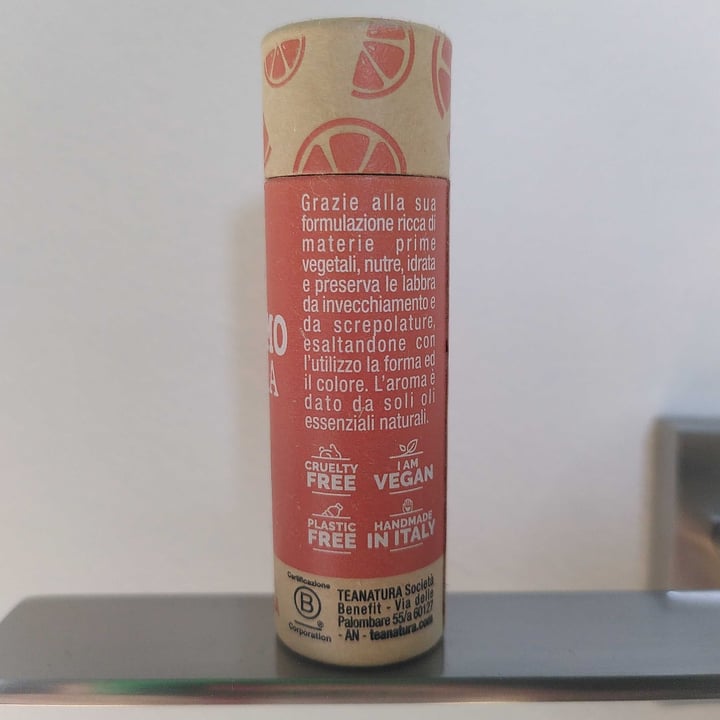 Grazie alla sua
formulazione ricca di
materie prime
vegetali, nutre, idrata
e preserva le labbra
da invecchiamento e
da screpolature,
esaltandone con
l'utilizzo la forma ed
il colore. L'aroma è
dato da soli oli
essenziali naturali.
CRUELTY
FREE
I AM
VEGAN
PLASTIC
FREE
HANDMADE
IN ITALY
Certificazione
B
Corporation
TEANATURA Società
Benefit - Via delle
Palombare 55/a 60127
- AN - teanatura.com